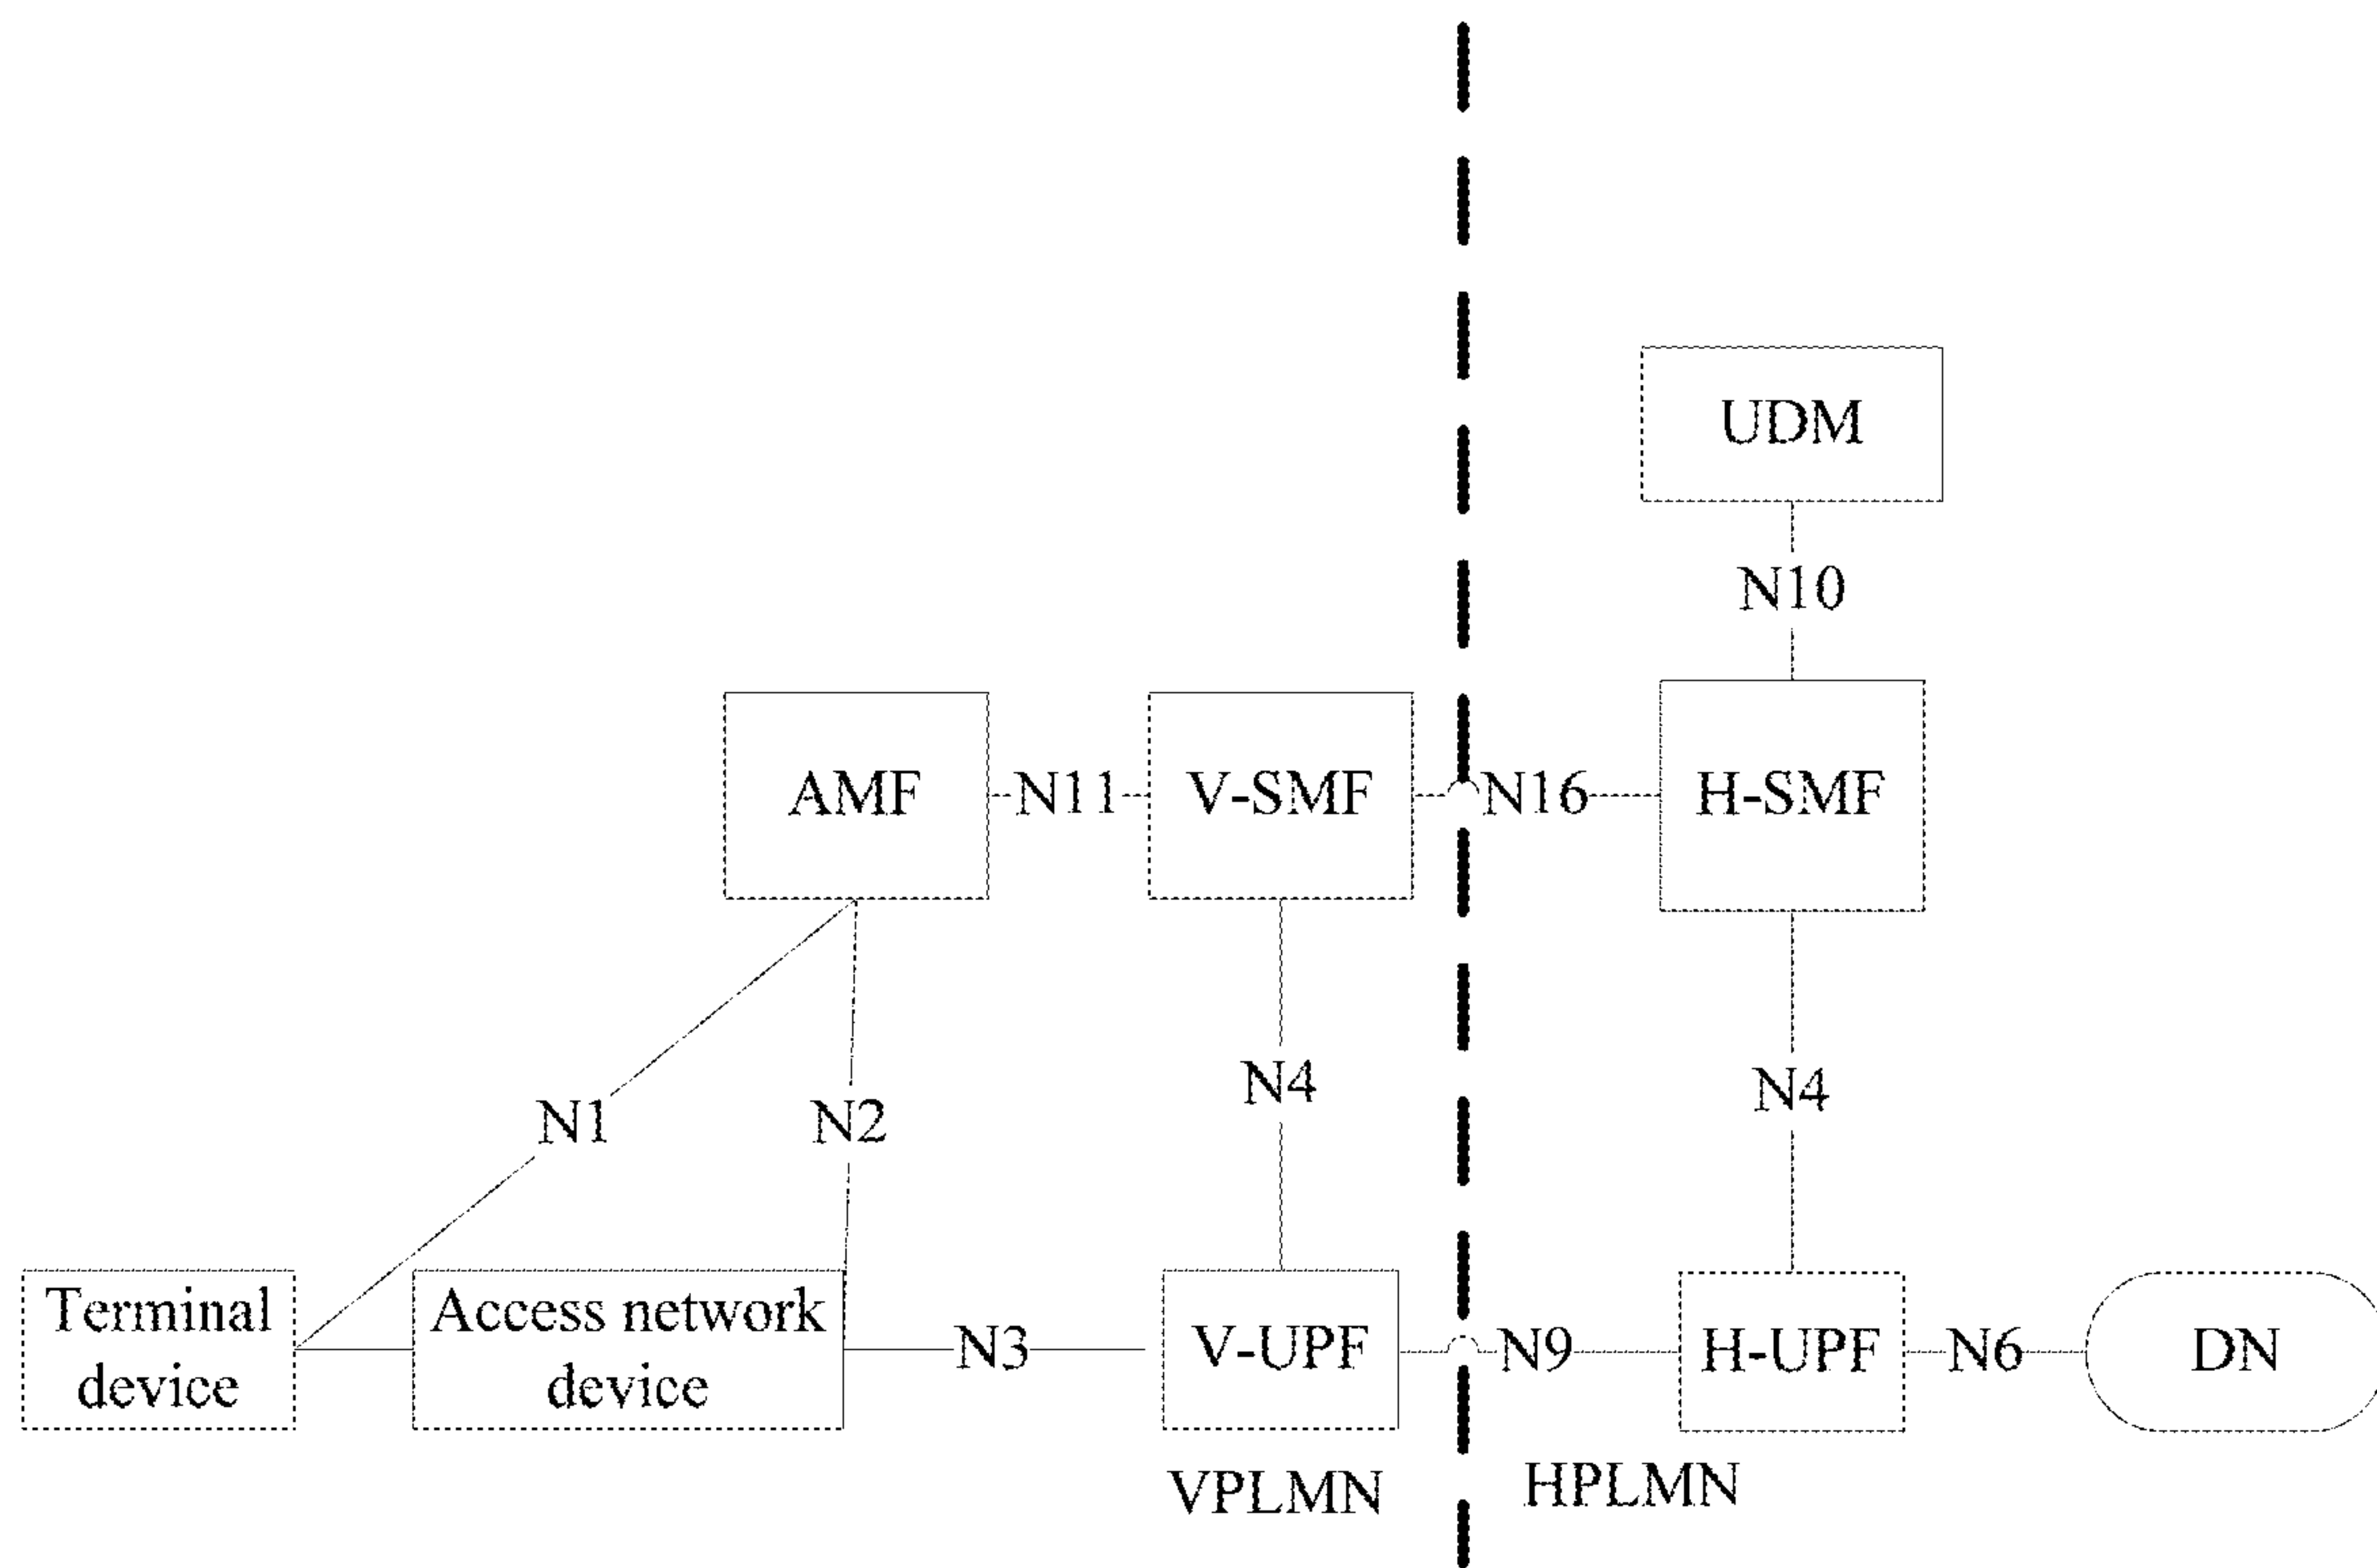 UDM
N10
AMF
N11
V-SMF
N16
H-SMF
N1
N2
N4
N4
Terminal
device
Access network
device
N3
V-UPF
N9
H-UPF
N6
DN
VPLMN
HPLMN